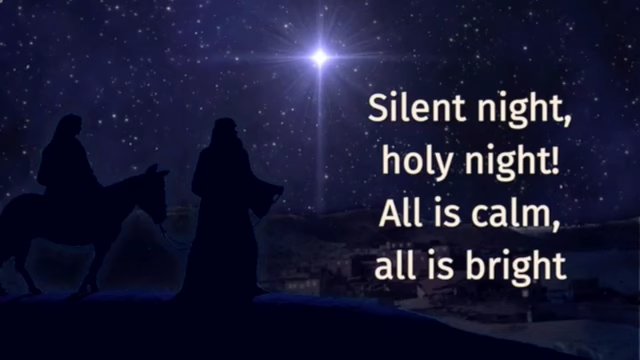 Silent night,
holy night!
All is calm,
all is bright